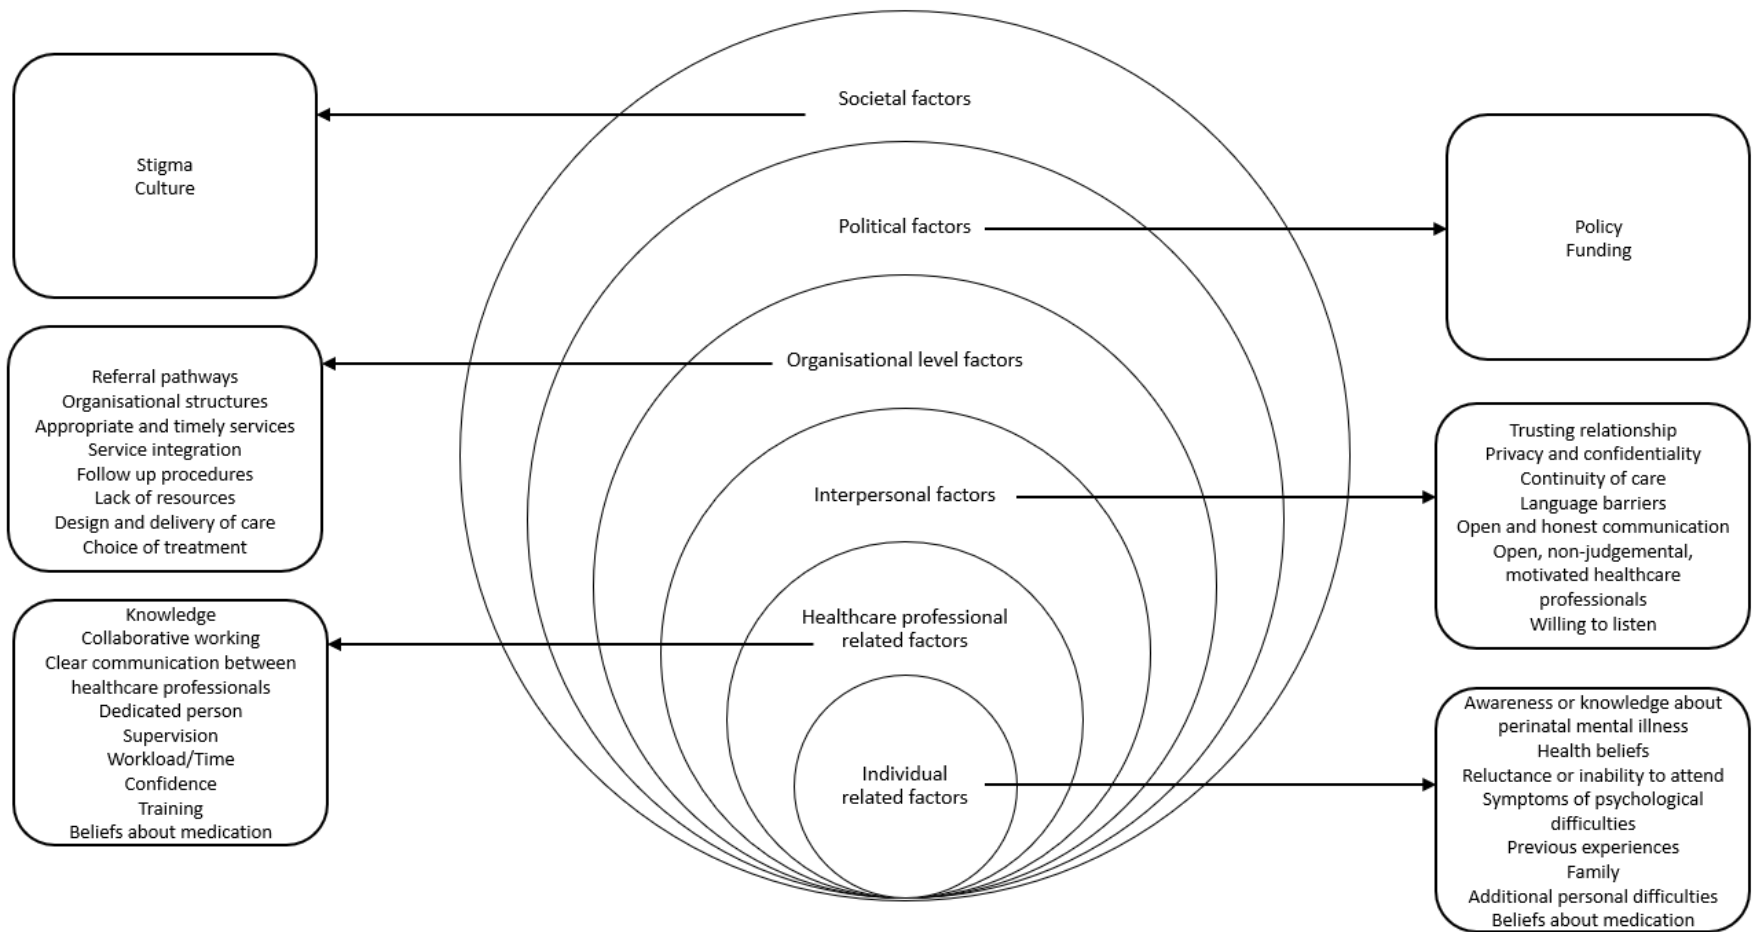 Societal factors
Stigma
Culture
Political factors
Policy
Funding
Organisational level factors
Referral pathways
Organisational structures
Appropriate and timely services
Service integration
Follow up procedures
Lack of resources
Design and delivery of care
Choice of treatment
Interpersonal factors
Trusting relationship
Privacy and confidentiality
Continuity of care
Language barriers
Open and honest communication
Open, non-judgemental,
motivated healthcare
professionals
Willing to listen
Healthcare professional
related factors
Knowledge
Collaborative working
Clear communication between
healthcare professionals
Dedicated person
Supervision
Workload/Time
Confidence
Training
Beliefs about medication
Individual
related factors
Awareness or knowledge about
perinatal mental illness
Health beliefs
Reluctance or inability to attend
Symptoms of psychological
difficulties
Previous experiences
Family
Additional personal difficulties
Beliefs about medication